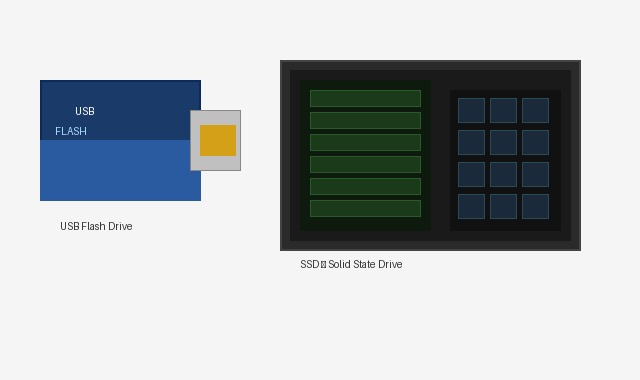 USB
FLASH
USB Flash Drive
SSD Solid State Drive